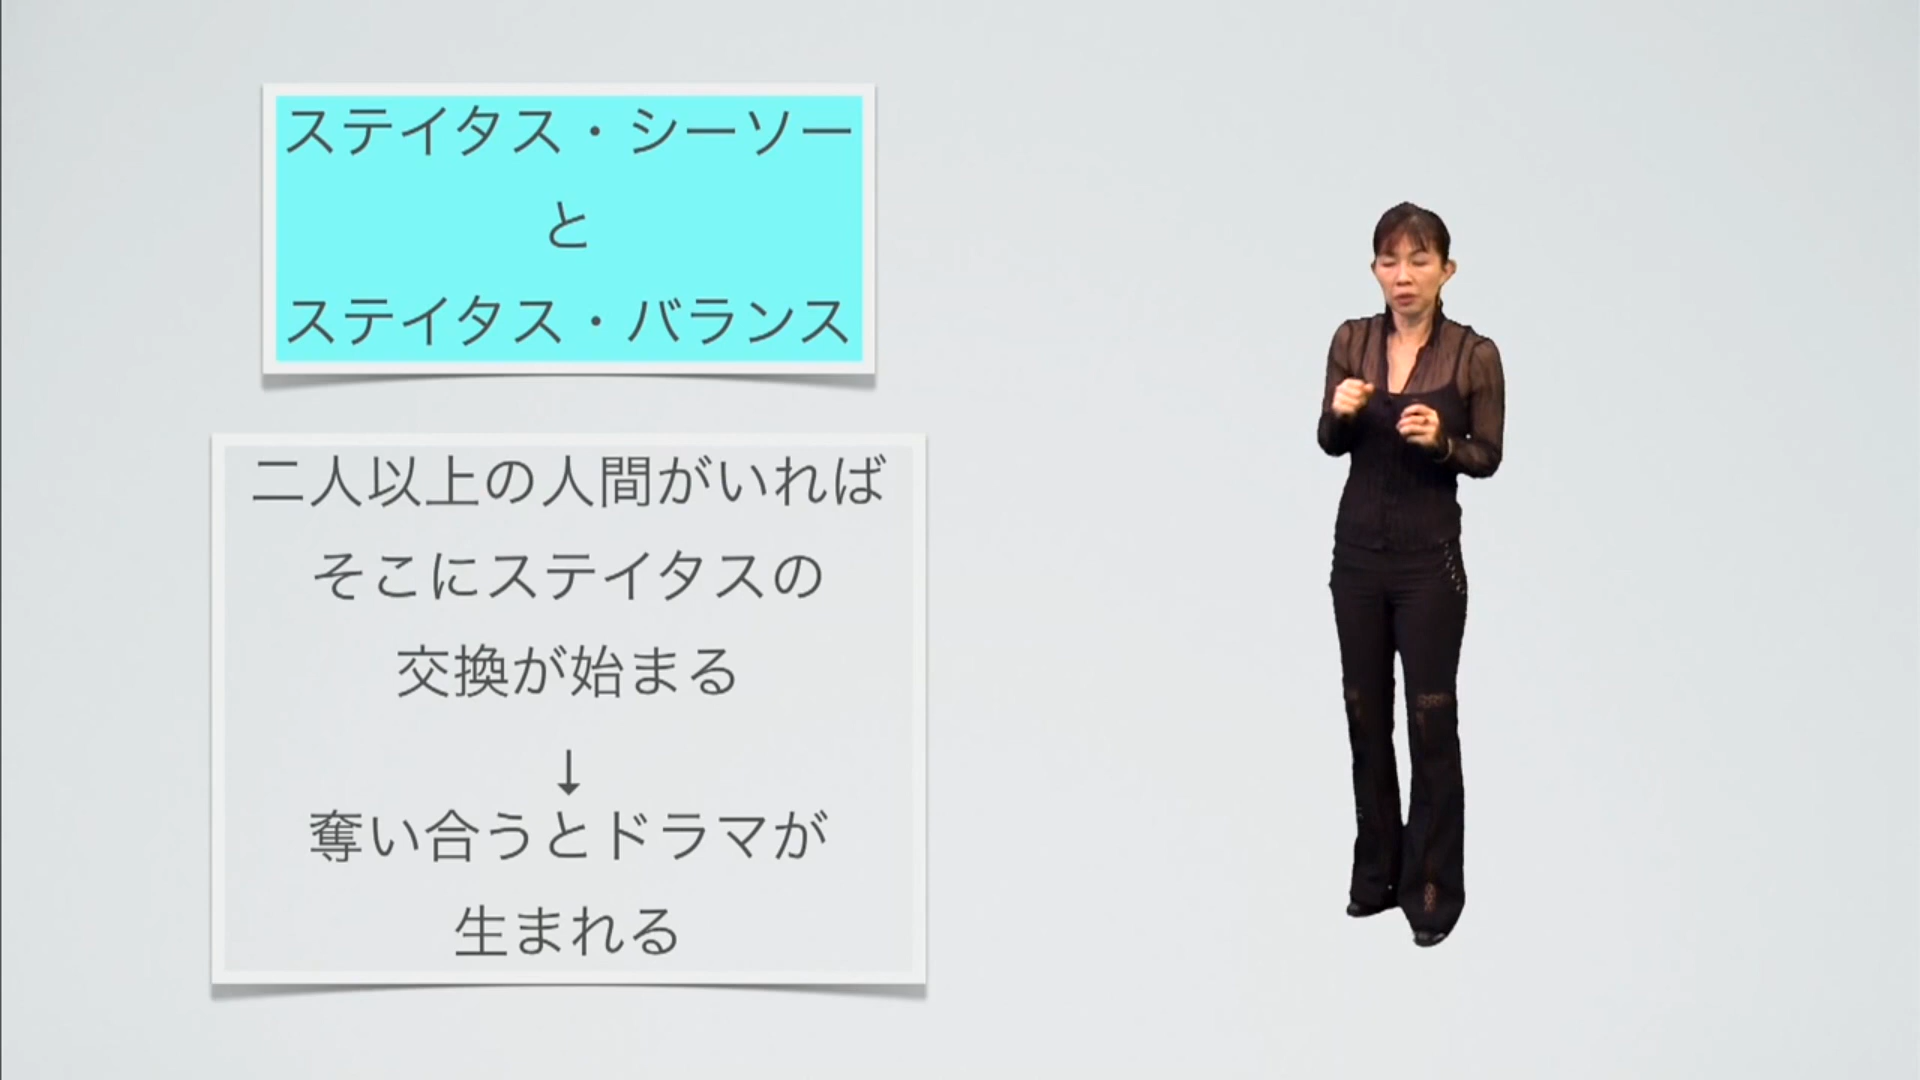 ステイタス・シーソー
と
ステイタス・バランス
二人以上の人間がいれば
そこにステイタスの
交換が始まる
↓
奪い合うとドラマが
生まれる